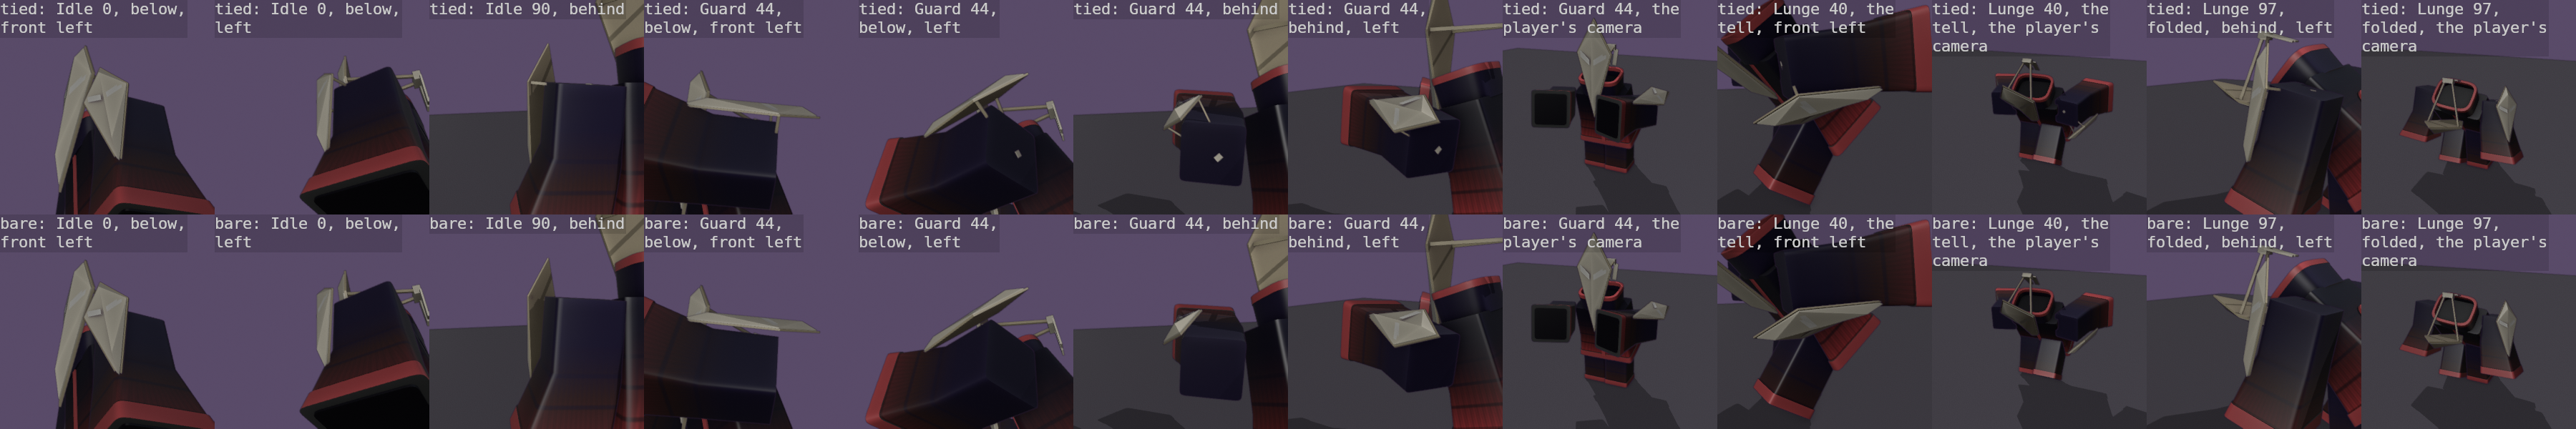 tied: Idle 0, below,
front left
tied: Idle 0, below,
left
tied: Idle 90, behind
tied: Guard 44,
below, front left
tied: Guard 44,
below, left
tied: Guard 44, behind
tied: Guard 44,
behind, left
tied: Guard 44, the
player's camera
tied: Lunge 40, the
tell, front left
tied: Lunge 40, the
tell, the player's
camera
tied: Lunge 97,
folded, behind, left
tied: Lunge 97,
folded, the player's
camera
bare: Idle 0, below,
front left
bare: Idle 0, below,
left
bare: Idle 90, behind
bare: Guard 44,
below, front left
bare: Guard 44,
below, left
bare: Guard 44, behind
bare: Guard 44,
behind, left
bare: Guard 44, the
player's camera
bare: Lunge 40, the
tell, front left
bare: Lunge 40, the
tell, the player's
camera
bare: Lunge 97,
folded, behind, left
bare: Lunge 97,
folded, the player's
camera